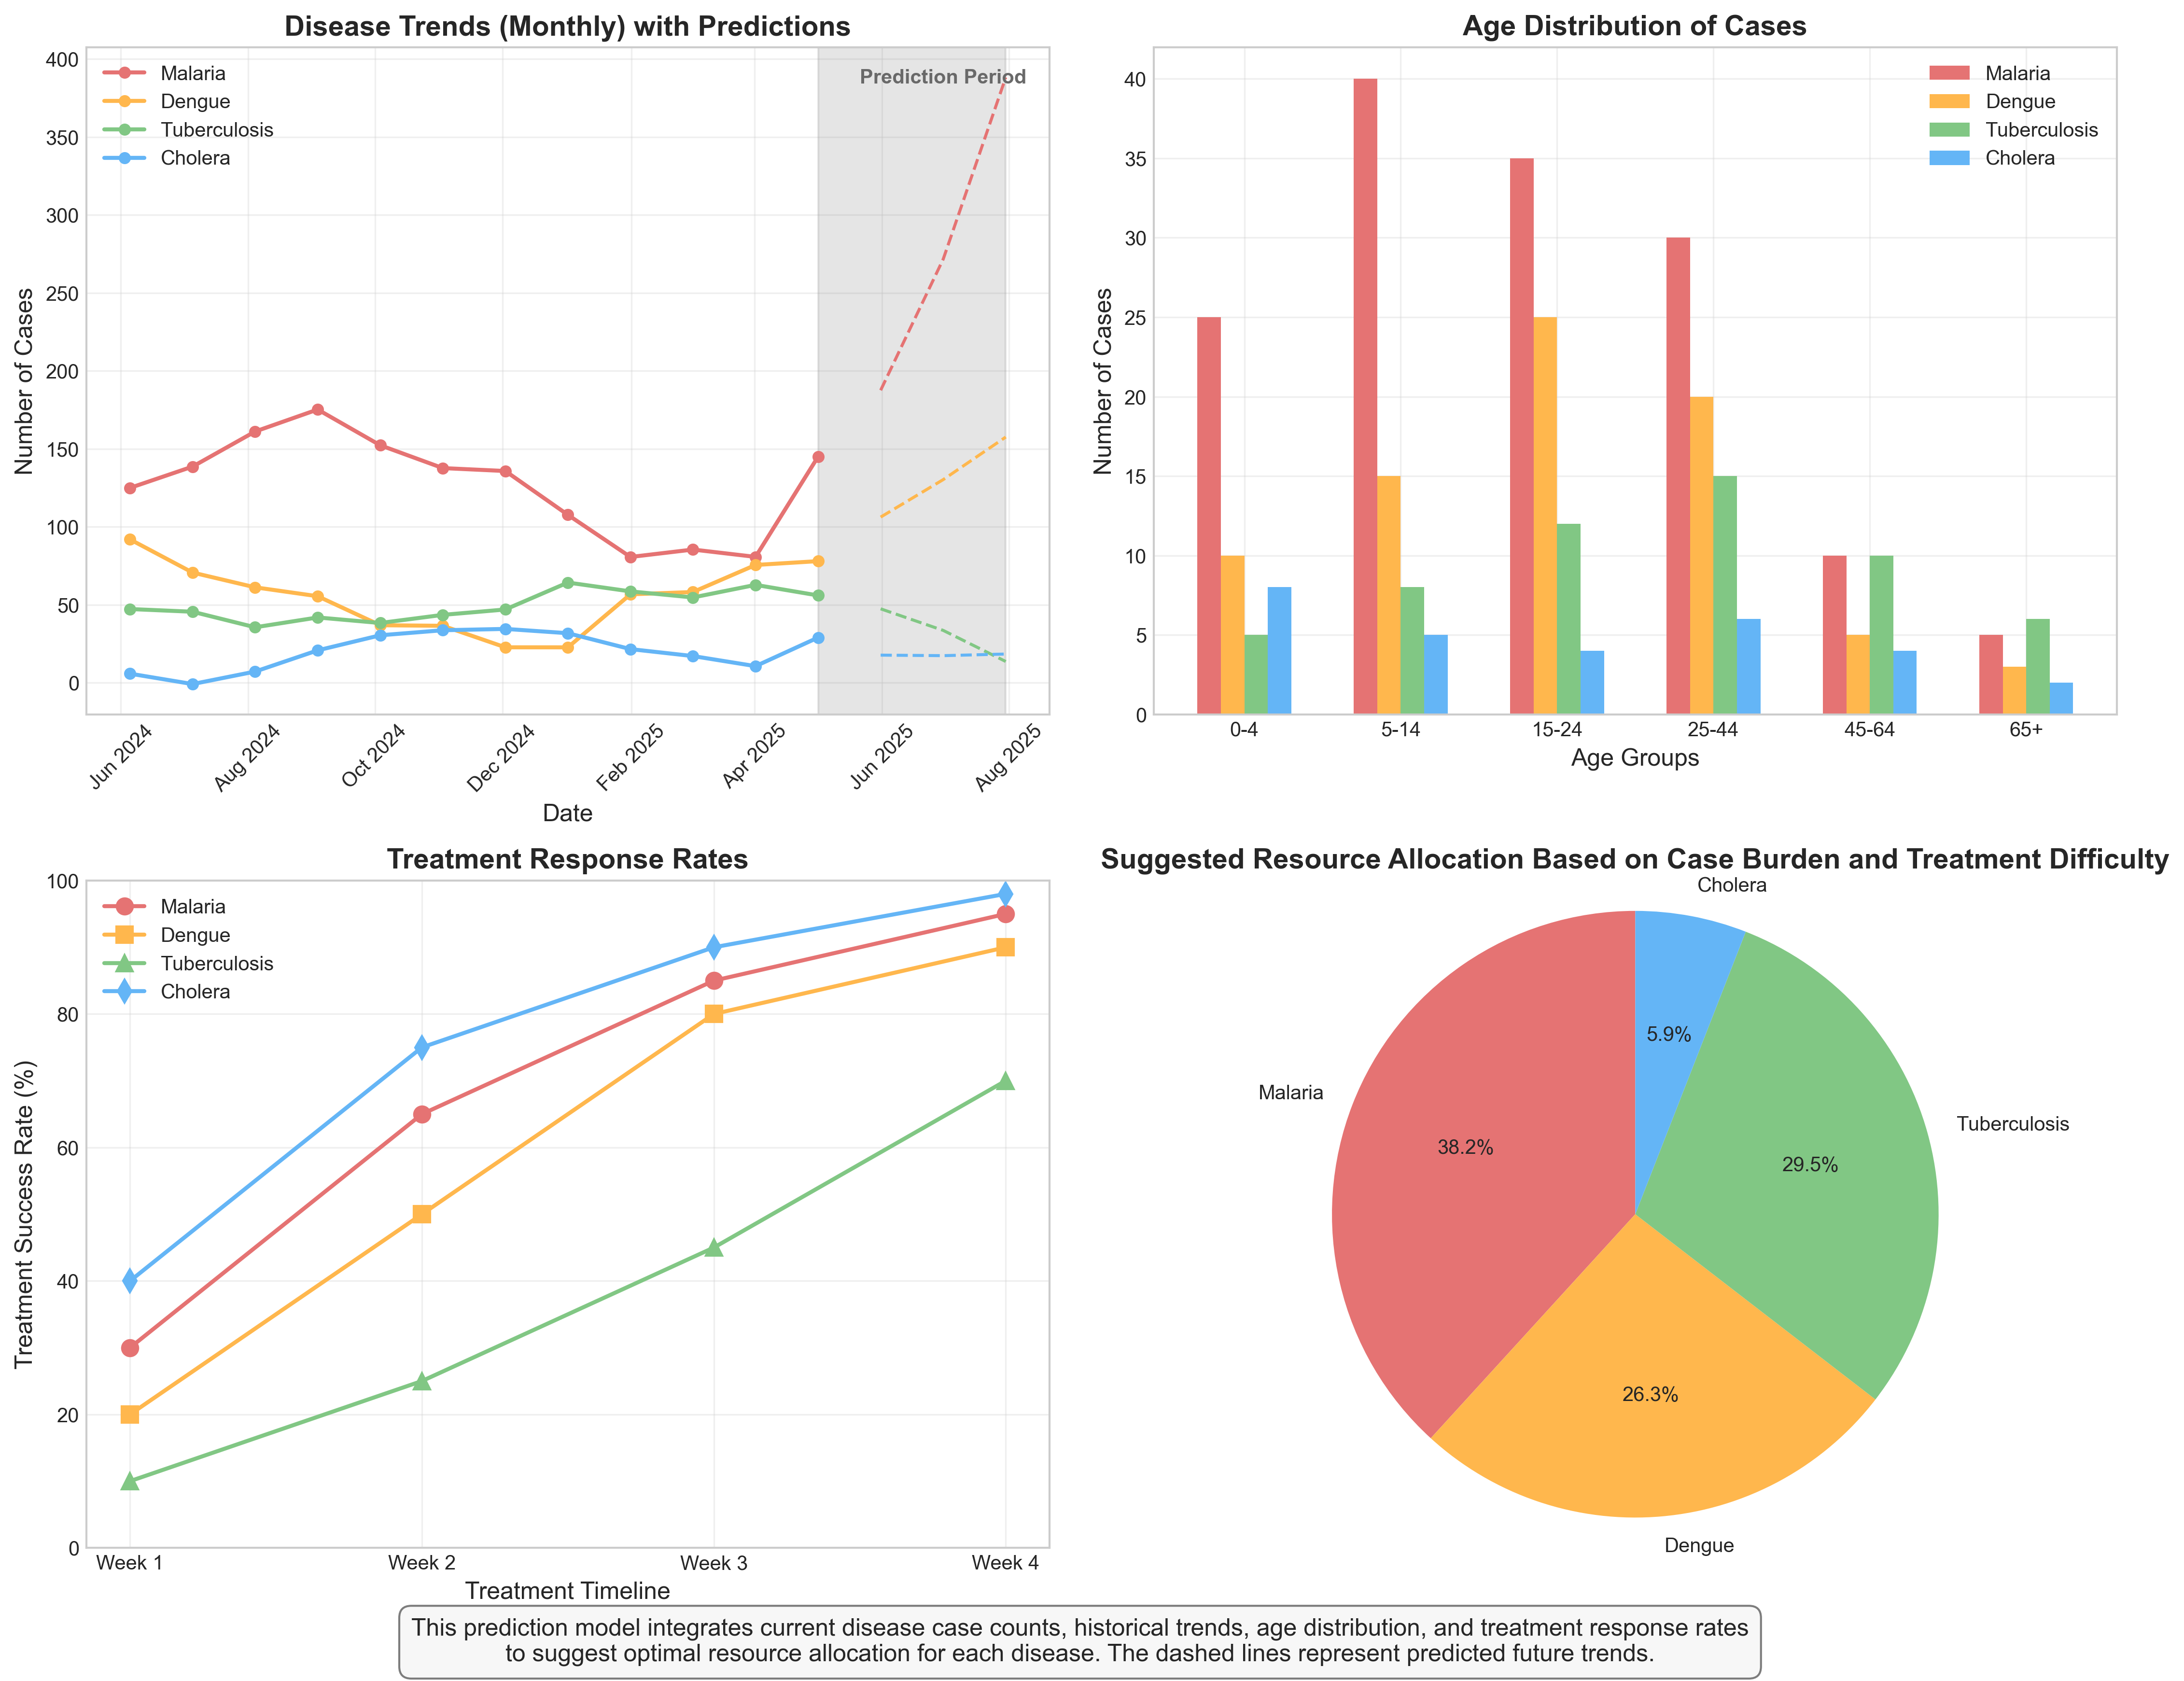 Disease Trends (Monthly) with Predictions
Number of Cases
400
350
300
250
200
150
100
50
0
Malaria
Dengue
Tuberculosis
Cholera
Prediction Period
Jun 2024
Aug 2024
Oct 2024
Dec 2024
Feb 2025
Apr 2025
Jun 2025
Aug 2025
Date
Age Distribution of Cases
Number of Cases
40
35
30
25
20
15
10
5
0
Malaria
Dengue
Tuberculosis
Cholera
0-4
5-14
15-24
25-44
45-64
65+
Age Groups
Treatment Response Rates
Treatment Success Rate (%)
100
80
60
40
20
0
Malaria
Dengue
Tuberculosis
Cholera
Week 1
Week 2
Week 3
Week 4
Treatment Timeline
Suggested Resource Allocation Based on Case Burden and Treatment Difficulty
Cholera
5.9%
Malaria
38.2%
Tuberculosis
29.5%
26.3%
Dengue
This prediction model integrates current disease case counts, historical trends, age distribution, and treatment response rates
to suggest optimal resource allocation for each disease. The dashed lines represent predicted future trends.